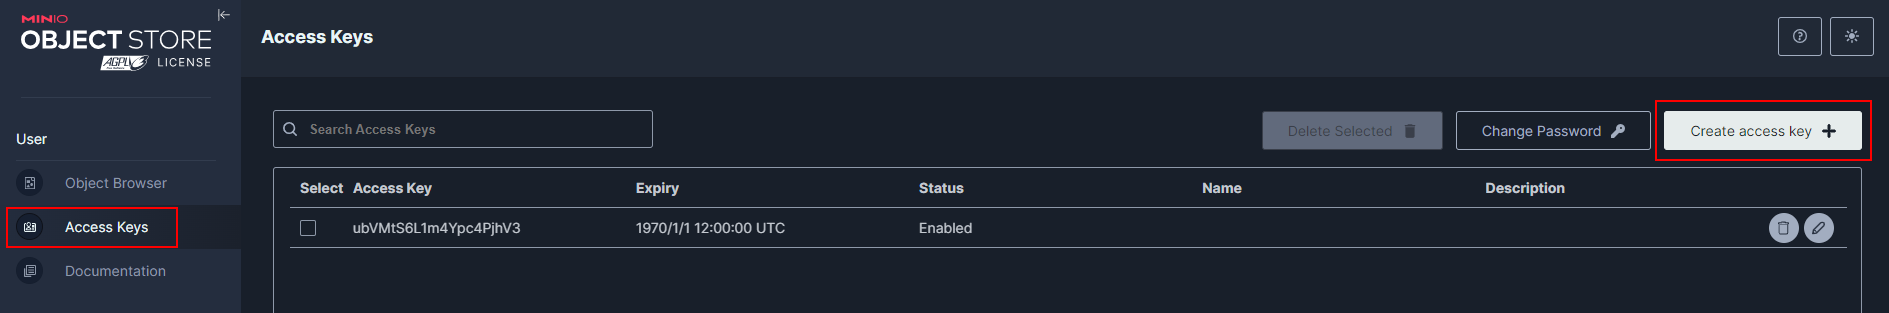 MINIO
OBJECT STORE
AGPL LICENSE
User
Object Browser
Access Keys
Documentation
Access Keys
Search Access Keys
Delete Selected
Change Password
Create access key
Select Access Key Expiry Status Name Description
ubVMtS6L1m4Ypc4PjhV3 1970/1/1 12:00:00 UTC Enabled